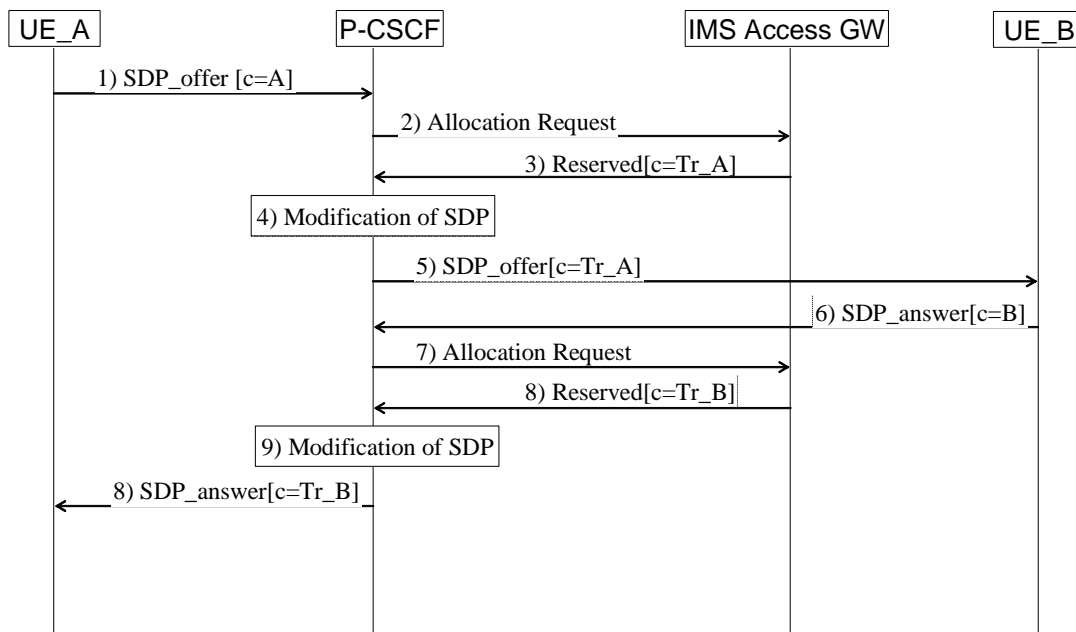 UE_A
P-CSCF
IMS Access GW
UE_B
1) SDP_offer [c=A]
2) Allocation Request
3) Reserved[c=Tr_A]
4) Modification of SDP
5) SDP_offer[c=Tr_A]
6) SDP_answer[c=B]
7) Allocation Request
8) Reserved[c=Tr_B]
9) Modification of SDP
8) SDP_answer[c=Tr_B]